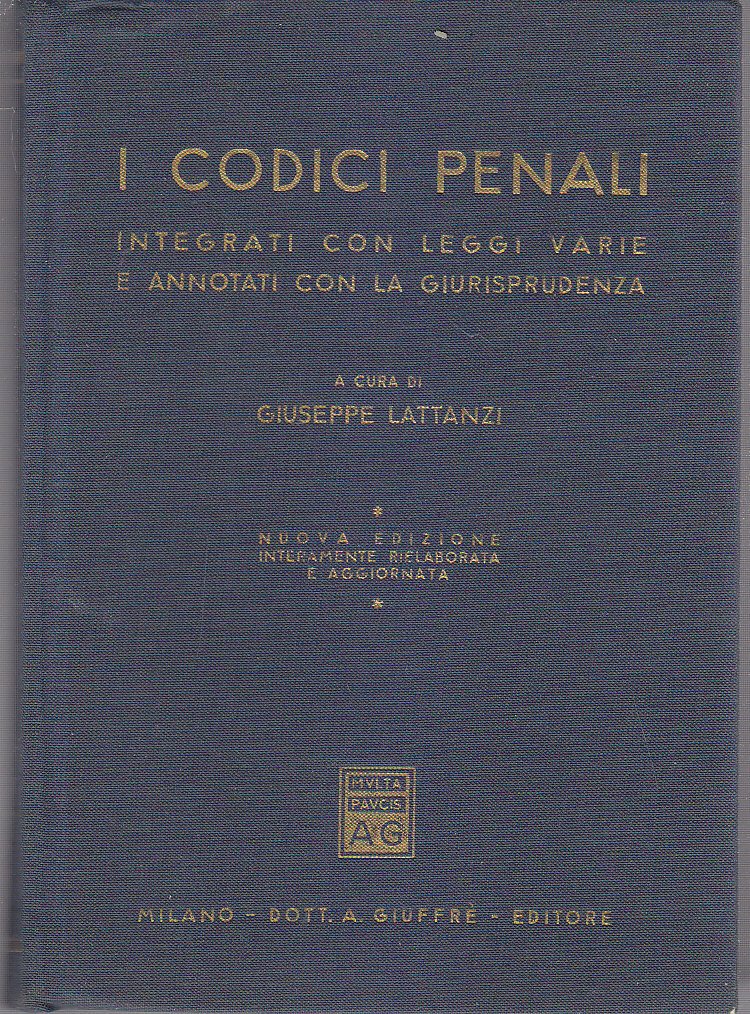 I CODICI PENALI
INTEGRATI CON LEGGI VARIE
E ANNOTATI CON LA GIURISPRUDENZA
A CURA DI
GIUSEPPE LATTANZI
*
NUOVA EDIZIONE
INTERAMENTE RIELABORATA
E AGGIORNATA
*
MVLTA
PAVCIS
AG
MILANO - DOTT. A. GIUFFRÈ - EDITORE